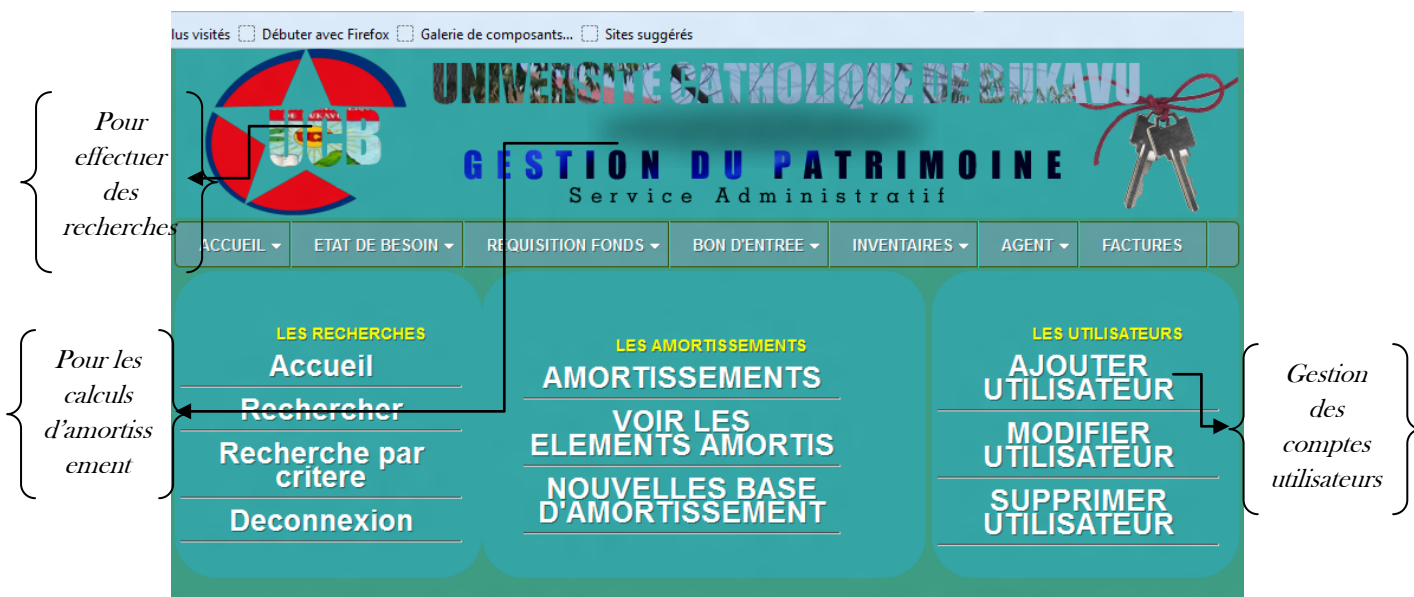 lus visités Débuter avec Firefox Galerie de composants... Sites suggérés
UNIVERSITE CATHOLIQUE DE BUKAVU
UCB
GESTION DU PATRIMOINE
Service Administratif
Pour
effectuer
des
recherches
ACCUEIL ETAT DE BESOIN REQUISITION FONDS BON D'ENTREE INVENTAIRES AGENT FACTURES
Pour les
calculs
d'amortiss
ement
LES RECHERCHES
Accueil
Rechercher
Recherche par
critere
Deconnexion
LES AMORTISSEMENTS
AMORTISSEMENTS
VOIR LES
ELEMENTS AMORTIS
NOUVELLES BASE
D'AMORTISSEMENT
LES UTILISATEURS
AJOUTER
UTILISATEUR
MODIFIER
UTILISATEUR
SUPPRIMER
UTILISATEUR
Gestion
des
comptes
utilisateurs